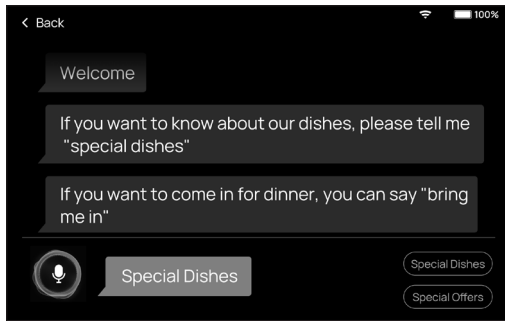 Back
100%
Welcome
If you want to know about our dishes, please tell me
"special dishes"
If you want to come in for dinner, you can say "bring
me in"
Special Dishes
Special Dishes
Special Offers